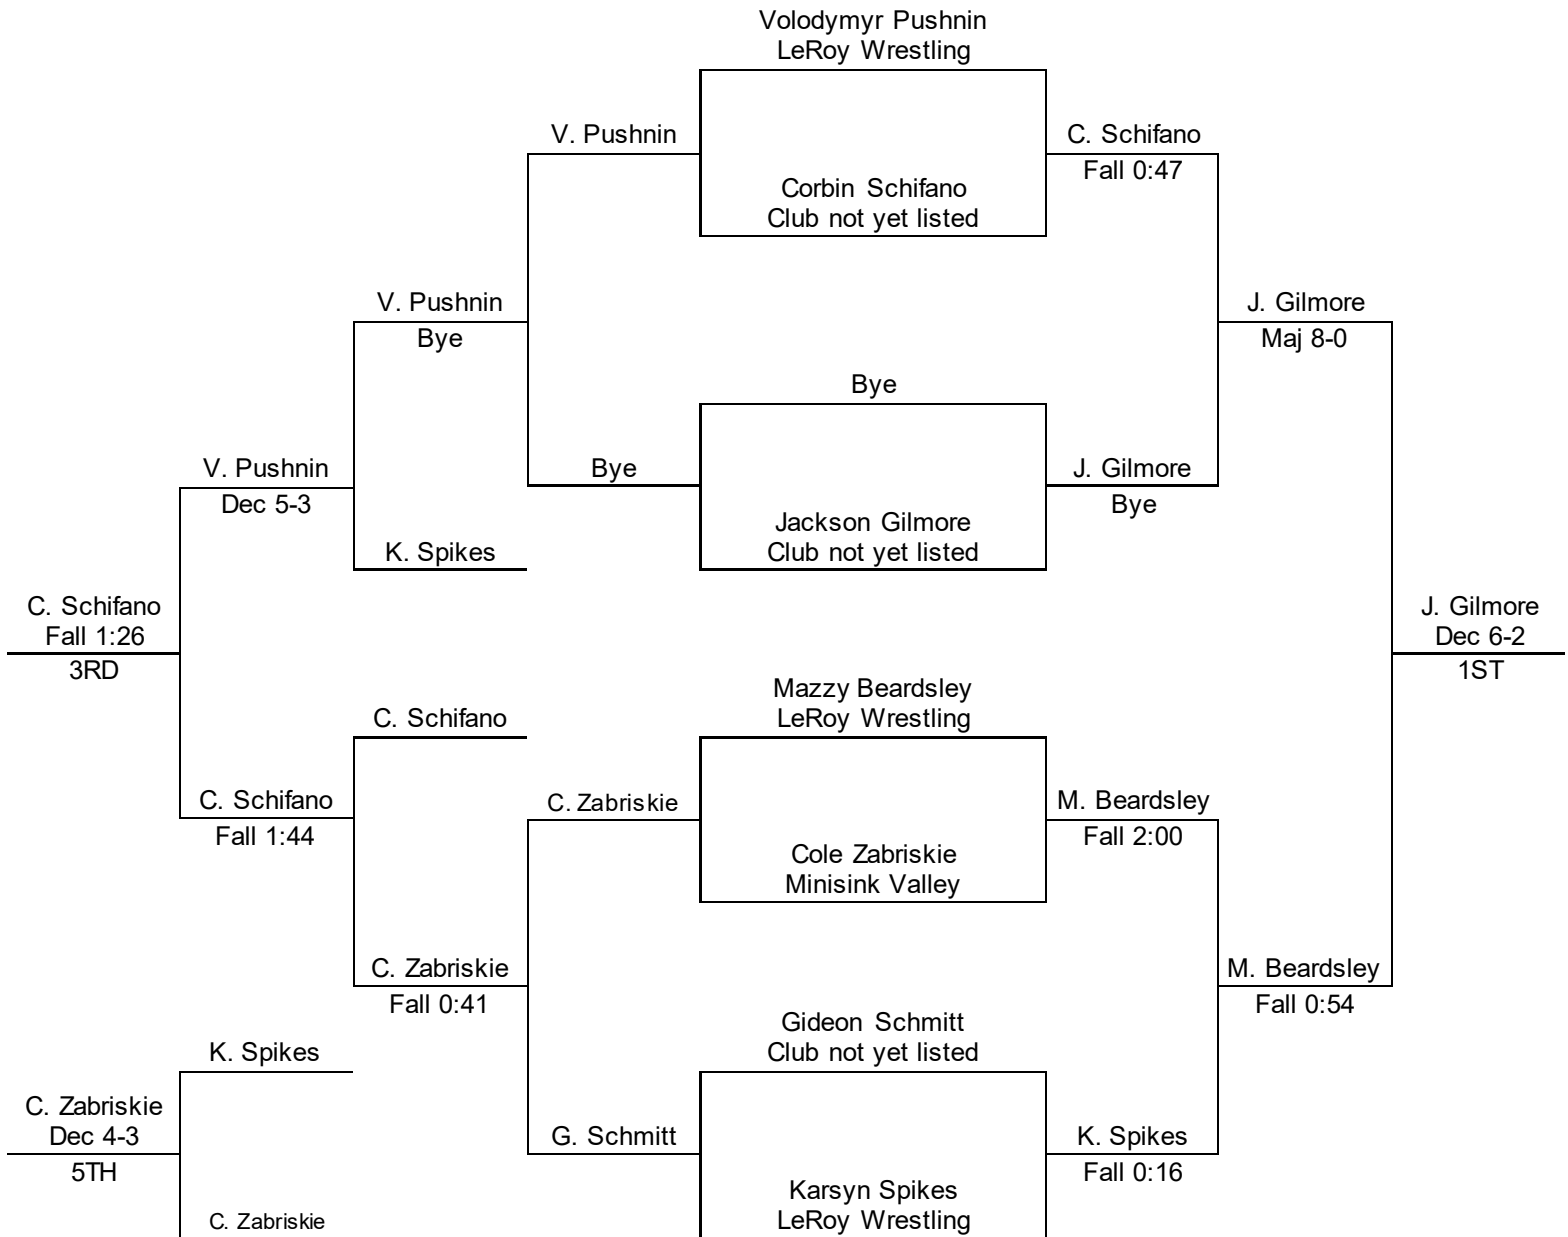 Volodymyr Pushnin
LeRoy Wrestling
V. Pushnin
C. Schifano
Fall 0:47
Corbin Schifano
Club not yet listed
V. Pushnin
Bye
J. Gilmore
Maj 8-0
Bye
V. Pushnin
Dec 5-3
Bye
J. Gilmore
Bye
Jackson Gilmore
Club not yet listed
K. Spikes
C. Schifano
Fall 1:26
3RD
J. Gilmore
Dec 6-2
1ST
Mazzy Beardsley
LeRoy Wrestling
C. Schifano
C. Schifano
Fall 1:44
C. Zabriskie
M. Beardsley
Fall 2:00
Cole Zabriskie
Minisink Valley
C. Zabriskie
Fall 0:41
M. Beardsley
Fall 0:54
Gideon Schmitt
Club not yet listed
K. Spikes
C. Zabriskie
Dec 4-3
5TH
G. Schmitt
K. Spikes
Fall 0:16
Karsyn Spikes
LeRoy Wrestling
C. Zabriskie